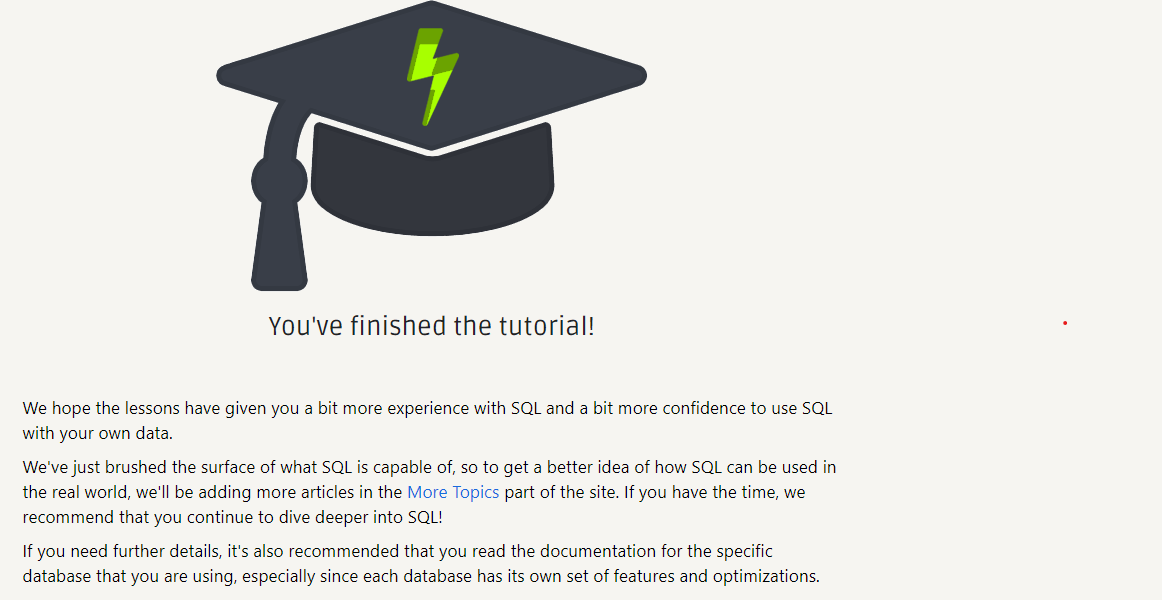 You've finished the tutorial!
We hope the lessons have given you a bit more experience with SQL and a bit more confidence to use SQL
with your own data.
We've just brushed the surface of what SQL is capable of, so to get a better idea of how SQL can be used in
the real world, we'll be adding more articles in the More Topics part of the site. If you have the time, we
recommend that you continue to dive deeper into SQL!
If you need further details, it's also recommended that you read the documentation for the specific
database that you are using, especially since each database has its own set of features and optimizations.